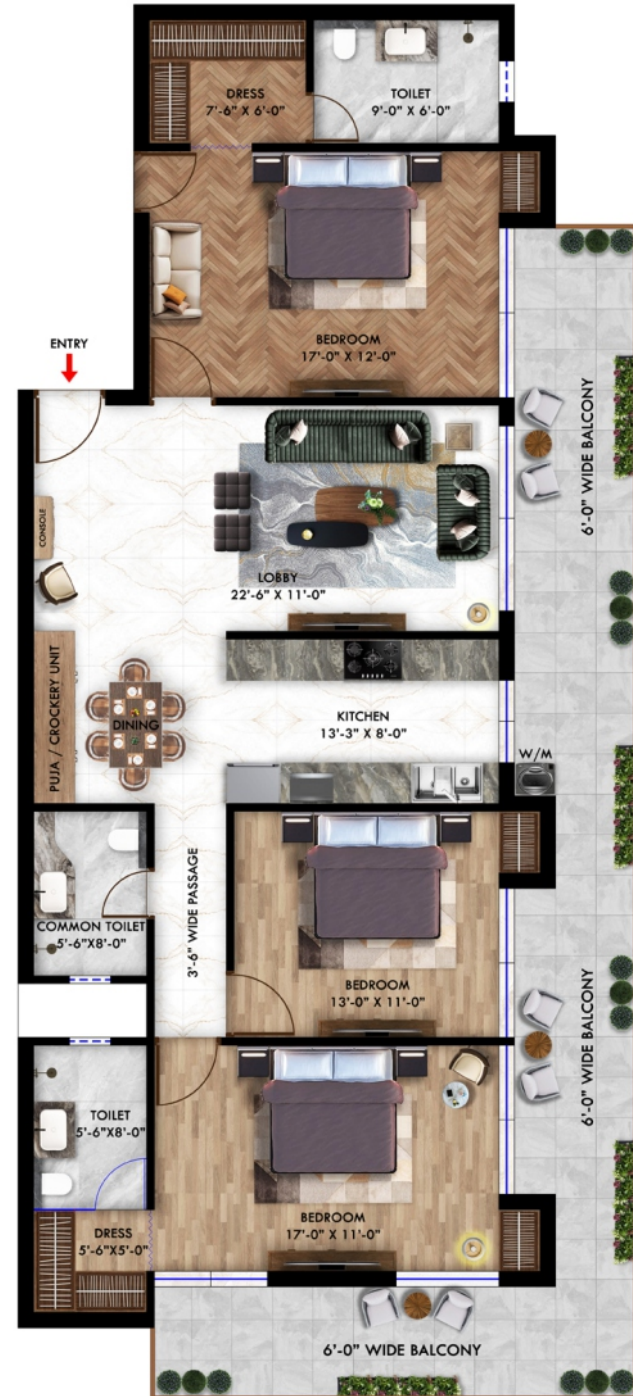 DRESS
7'-6" X 6'-0"
TOILET
9'-0" X 6'-0"
BEDROOM
17'-0" X 12'-0"
ENTRY
6'-0" WIDE BALCONY
CONSOLE
LOBBY
22'-6" X 11'-0"
PUJA / CROCKERY UNIT
DINING
KITCHEN
13'-3" X 8'-0"
W/M
COMMON TOILET
5'-6"X8'-0"
3'-6" WIDE PASSAGE
BEDROOM
13'-0" X 11'-0"
6'-0" WIDE BALCONY
TOILET
5'-6"X8'-0"
BEDROOM
17'-0" X 11'-0"
DRESS
5'-6"X5'-0"
6'-0" WIDE BALCONY